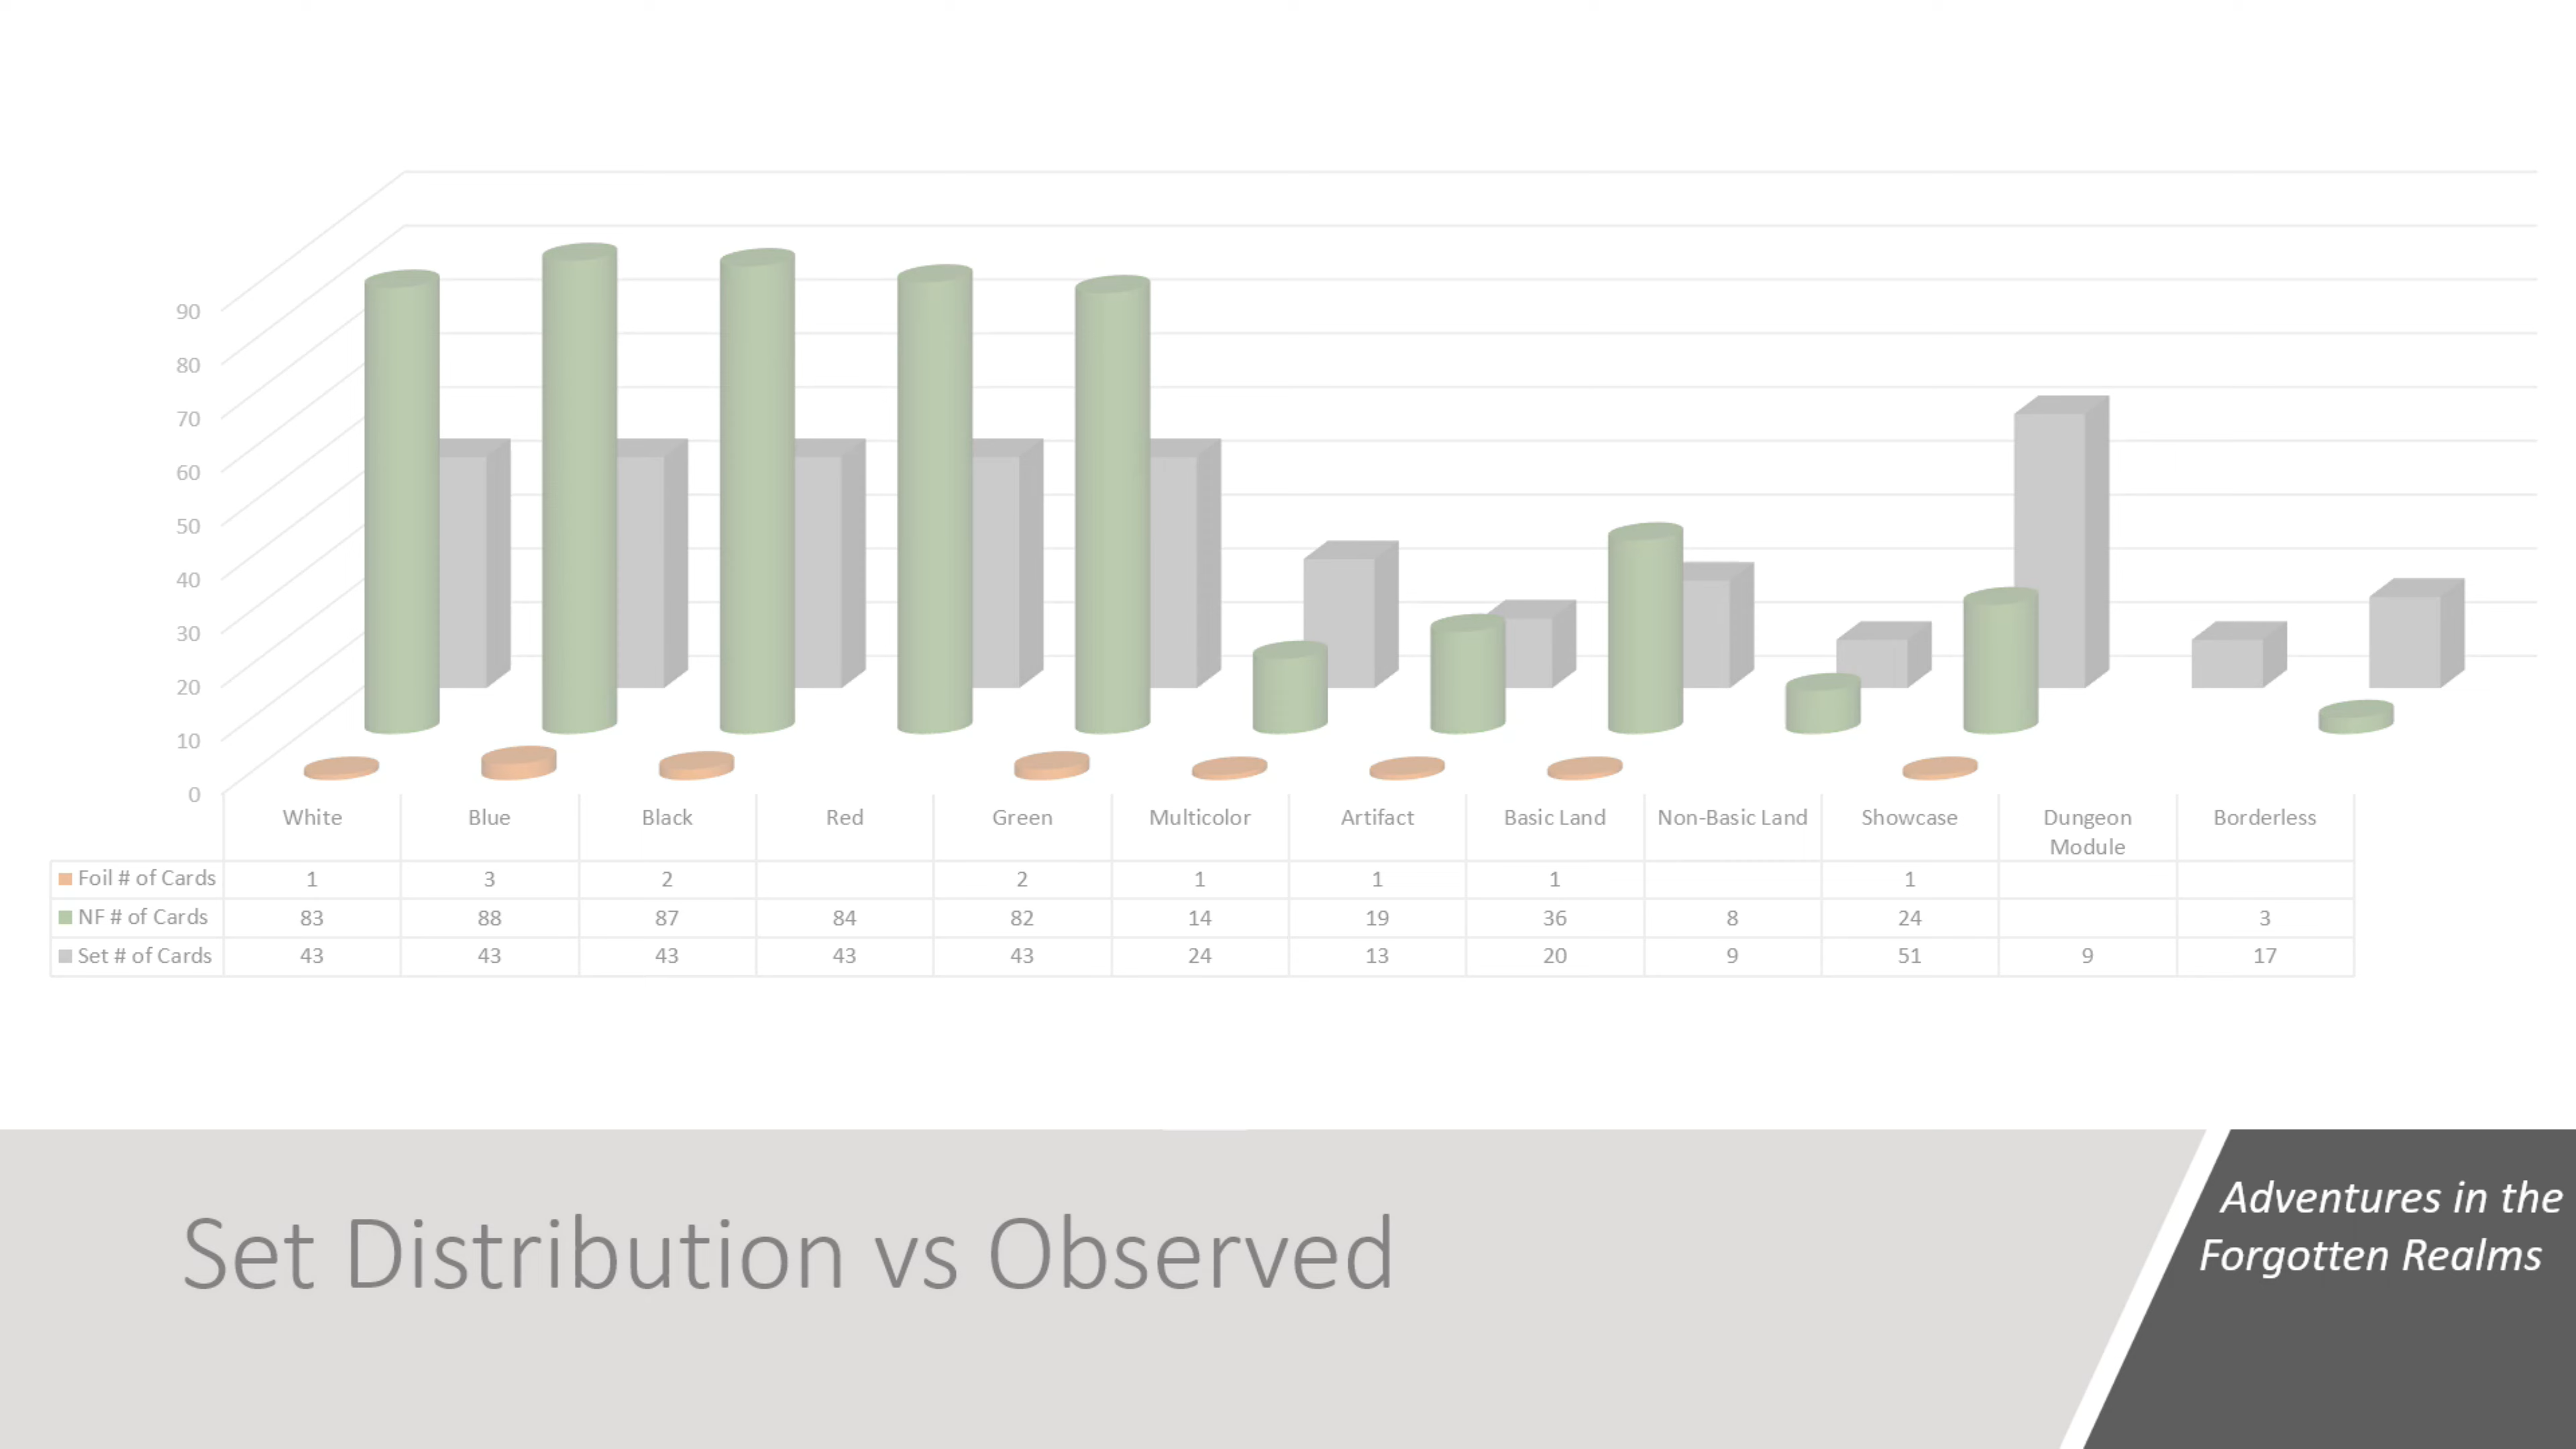 90
80
70
60
50
40
30
20
10
0
White Blue Black Red Green Multicolor Artifact Basic Land Non-Basic Land Showcase Dungeon Module Borderless
Foil # of Cards 1 3 2 2 1 1 1 1
NF # of Cards 83 88 87 84 82 14 19 36 8 24 3
Set # of Cards 43 43 43 43 43 24 13 20 9 51 9 17
Set Distribution vs Observed
Adventures in the
Forgotten Realms